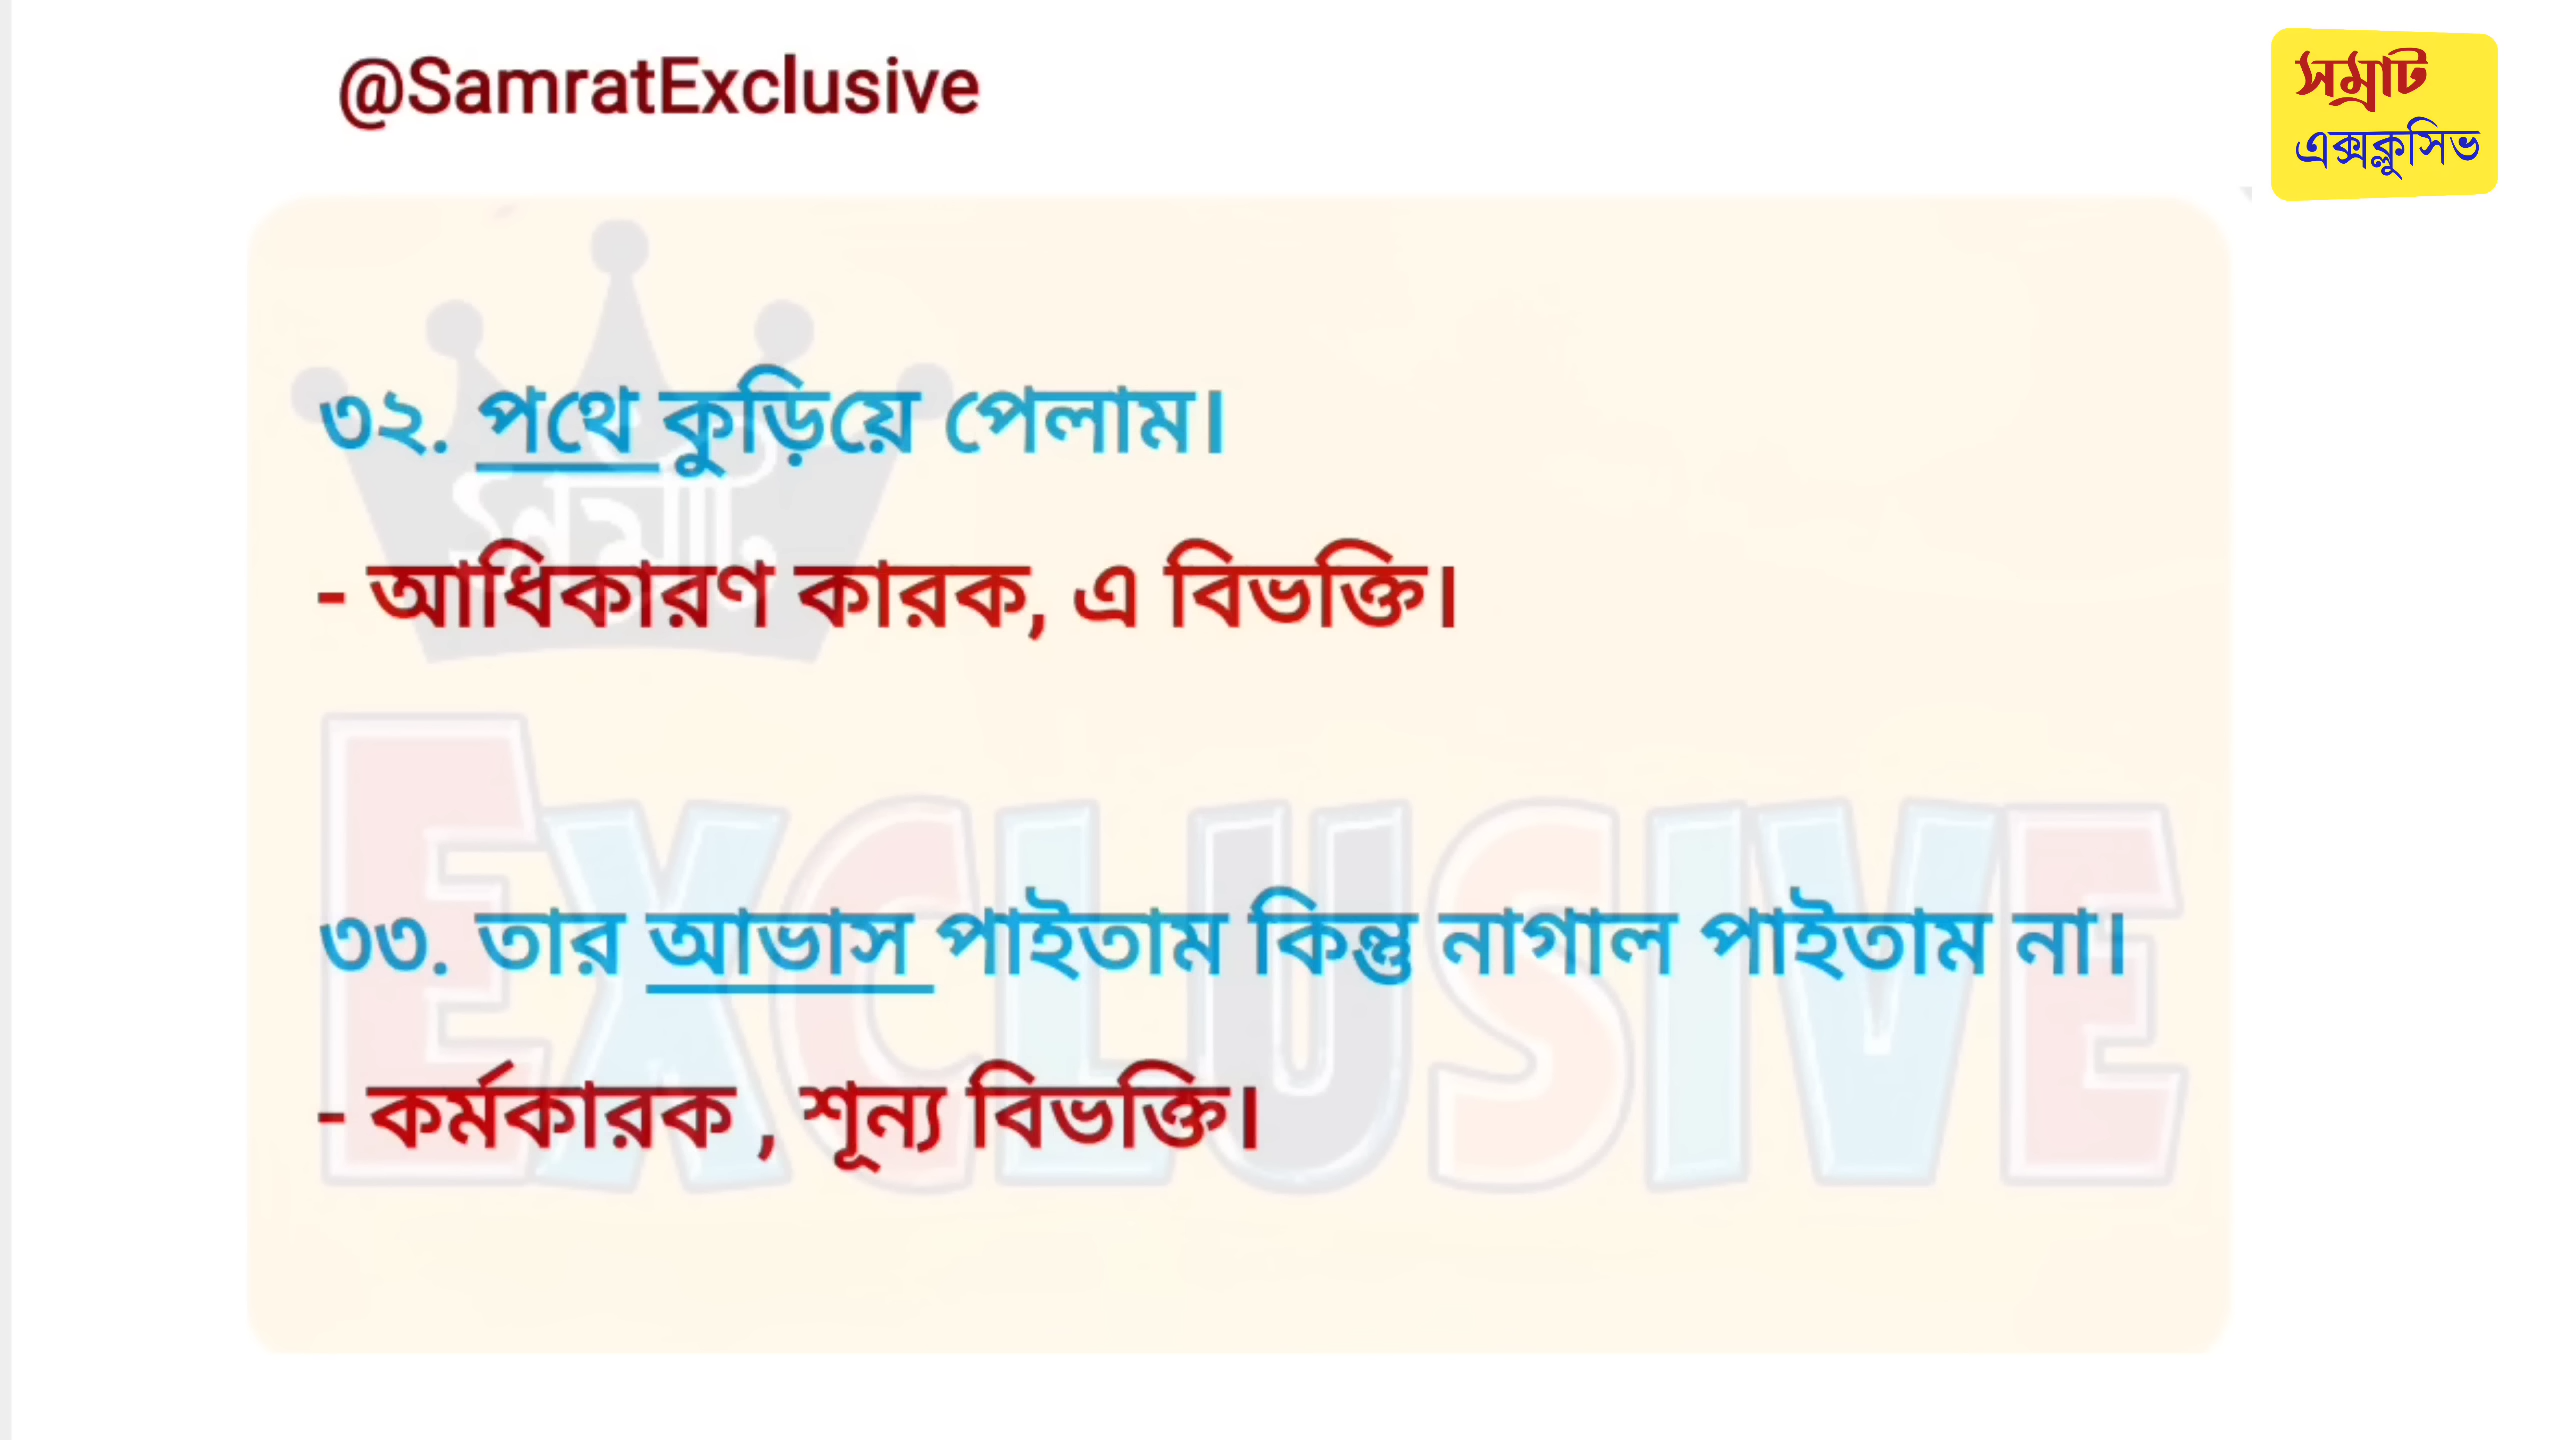 @SamratExclusive
সম্রাট
এক্সক্লুসিভ
৩২. পথে কুড়িয়ে পেলাম।
- আধিকারণ কারক, এ বিভক্তি।
৩৩. তার আভাস পাইতাম কিন্তু নাগাল পাইতাম না।
- কর্মকারক , শূন্য বিভক্তি।
সম্রাট
EXCLUSIVE